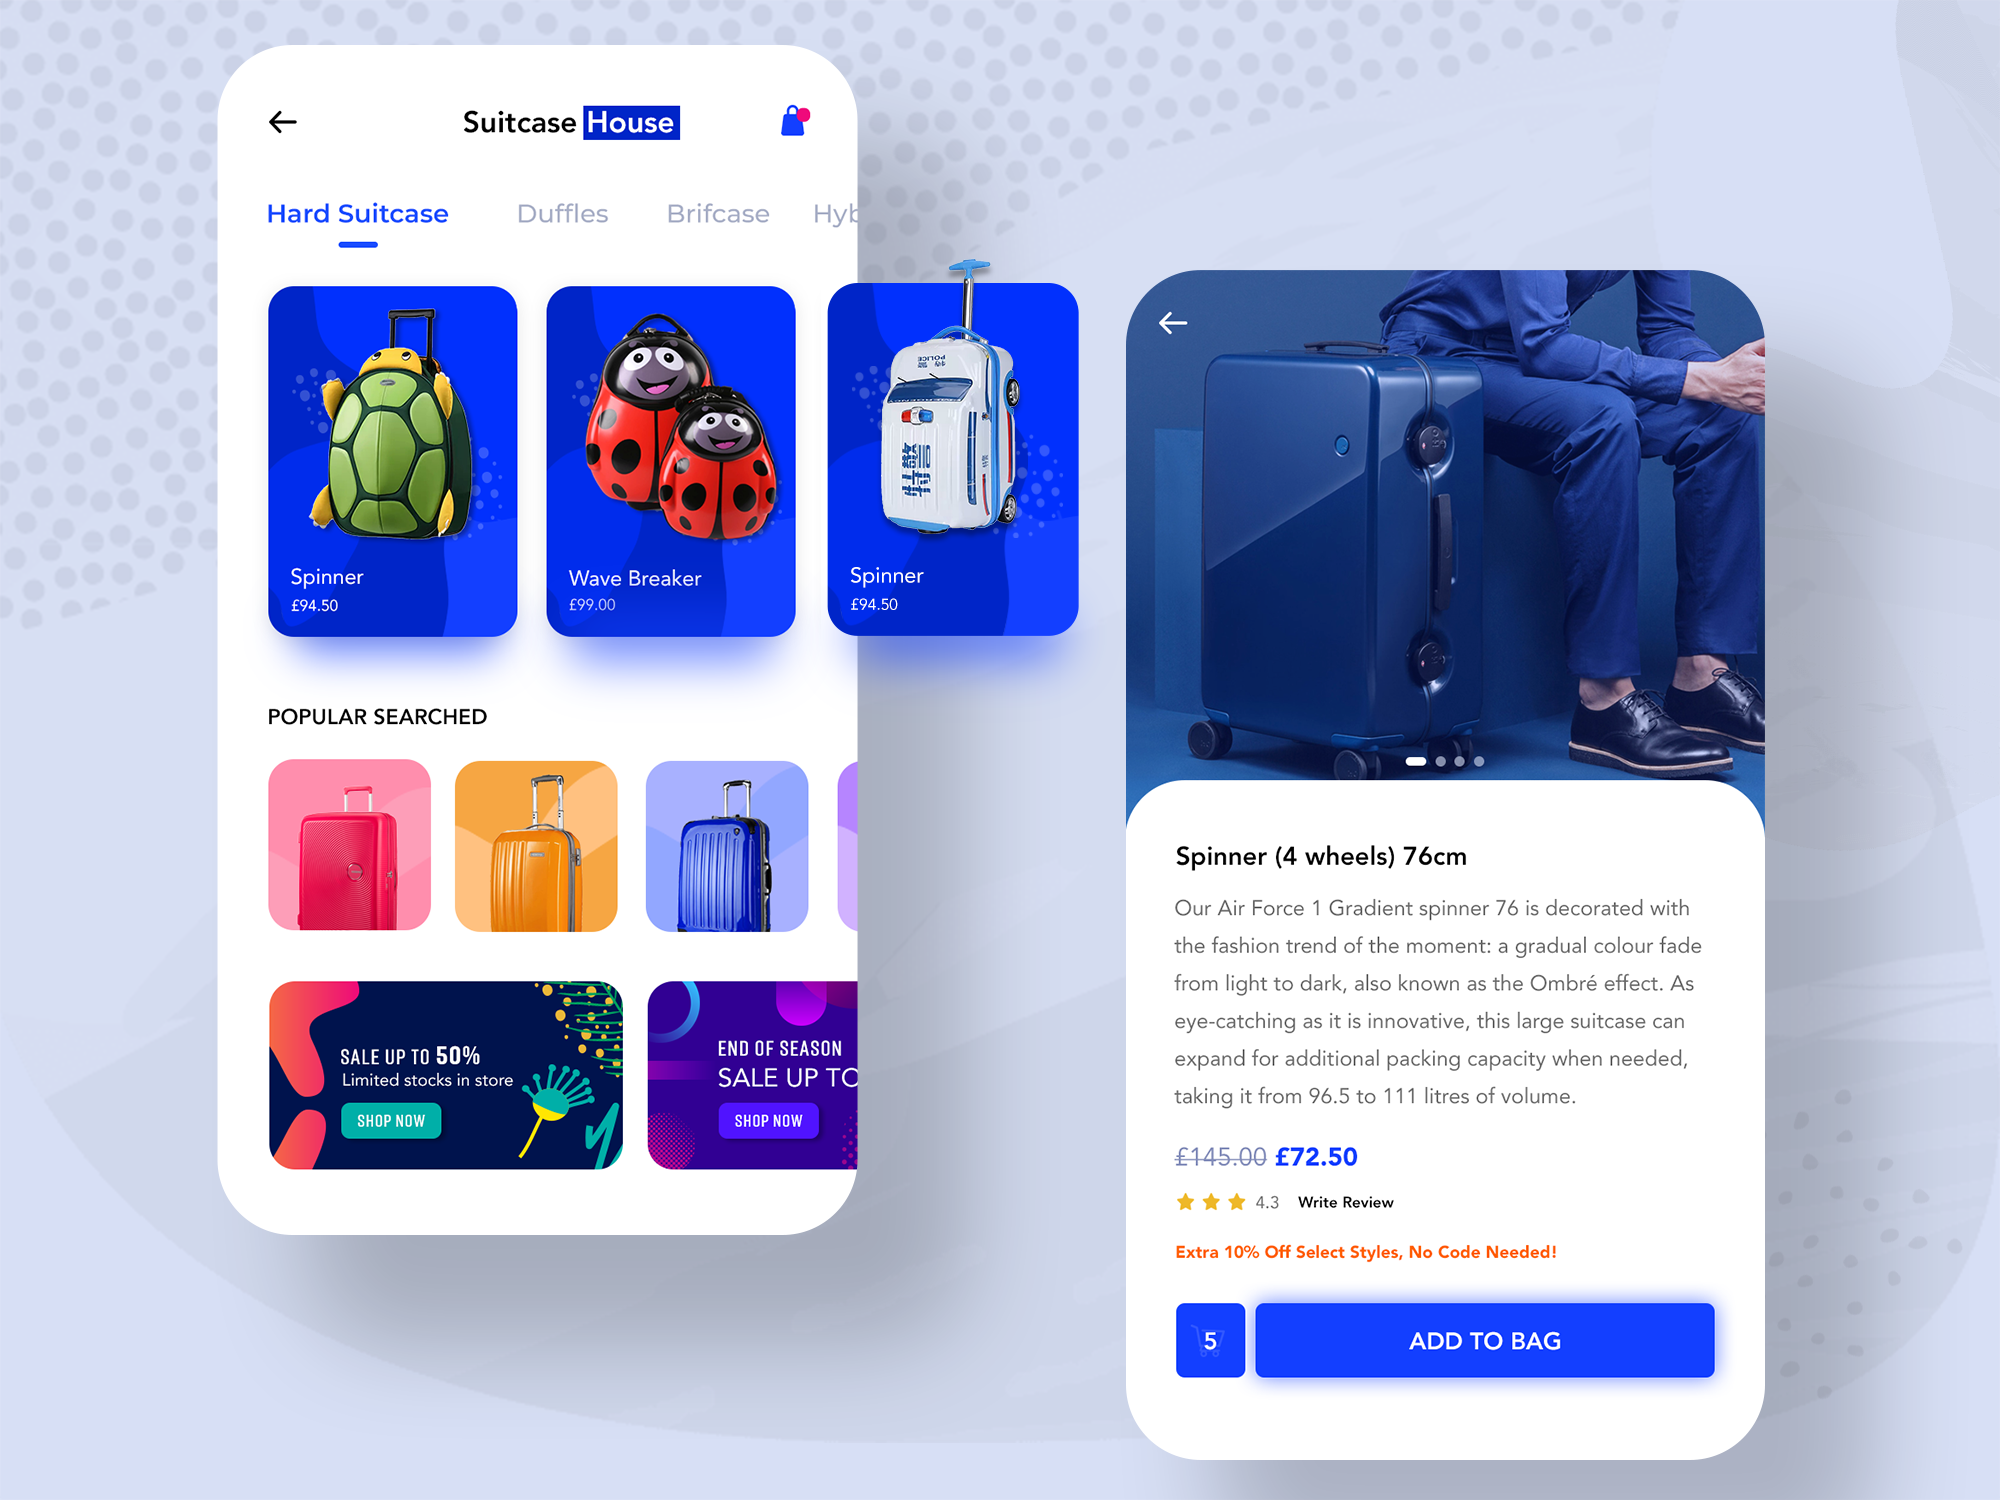 Suitcase House
Hard Suitcase
Duffles
Brifcase
Hyb
POLICE
Spinner
£94.50
Wave Breaker
£99.00
Spinner
£94.50
POPULAR SEARCHED
SALE UP TO 50%
Limited stocks in store
SHOP NOW
END OF SEASON
SALE UP TO
SHOP NOW
Spinner (4 wheels) 76cm
Our Air Force 1 Gradient spinner 76 is decorated with
the fashion trend of the moment: a gradual colour fade
from light to dark, also known as the Ombré effect. As
eye-catching as it is innovative, this large suitcase can
expand for additional packing capacity when needed,
taking it from 96.5 to 111 litres of volume.
£145.00 £72.50
4.3 Write Review
Extra 10% Off Select Styles, No Code Needed!
5
ADD TO BAG